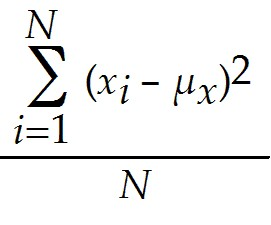 N
∑ (xi − μx)2
i=1
N